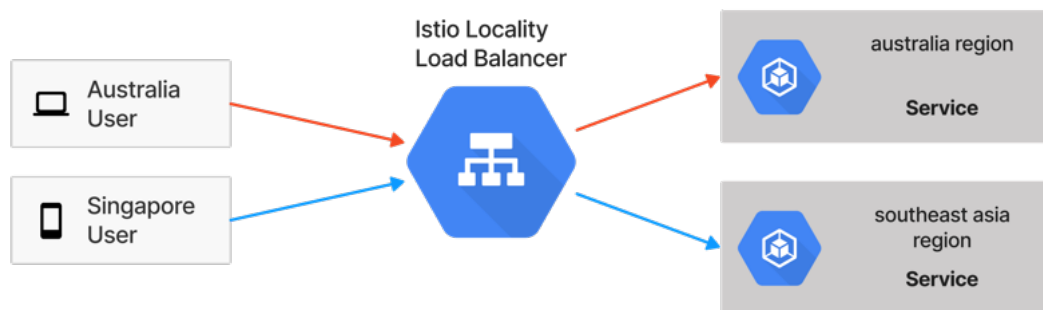 Istio Locality
Load Balancer
Australia
User
Singapore
User
australia region
Service
southeast asia
region
Service